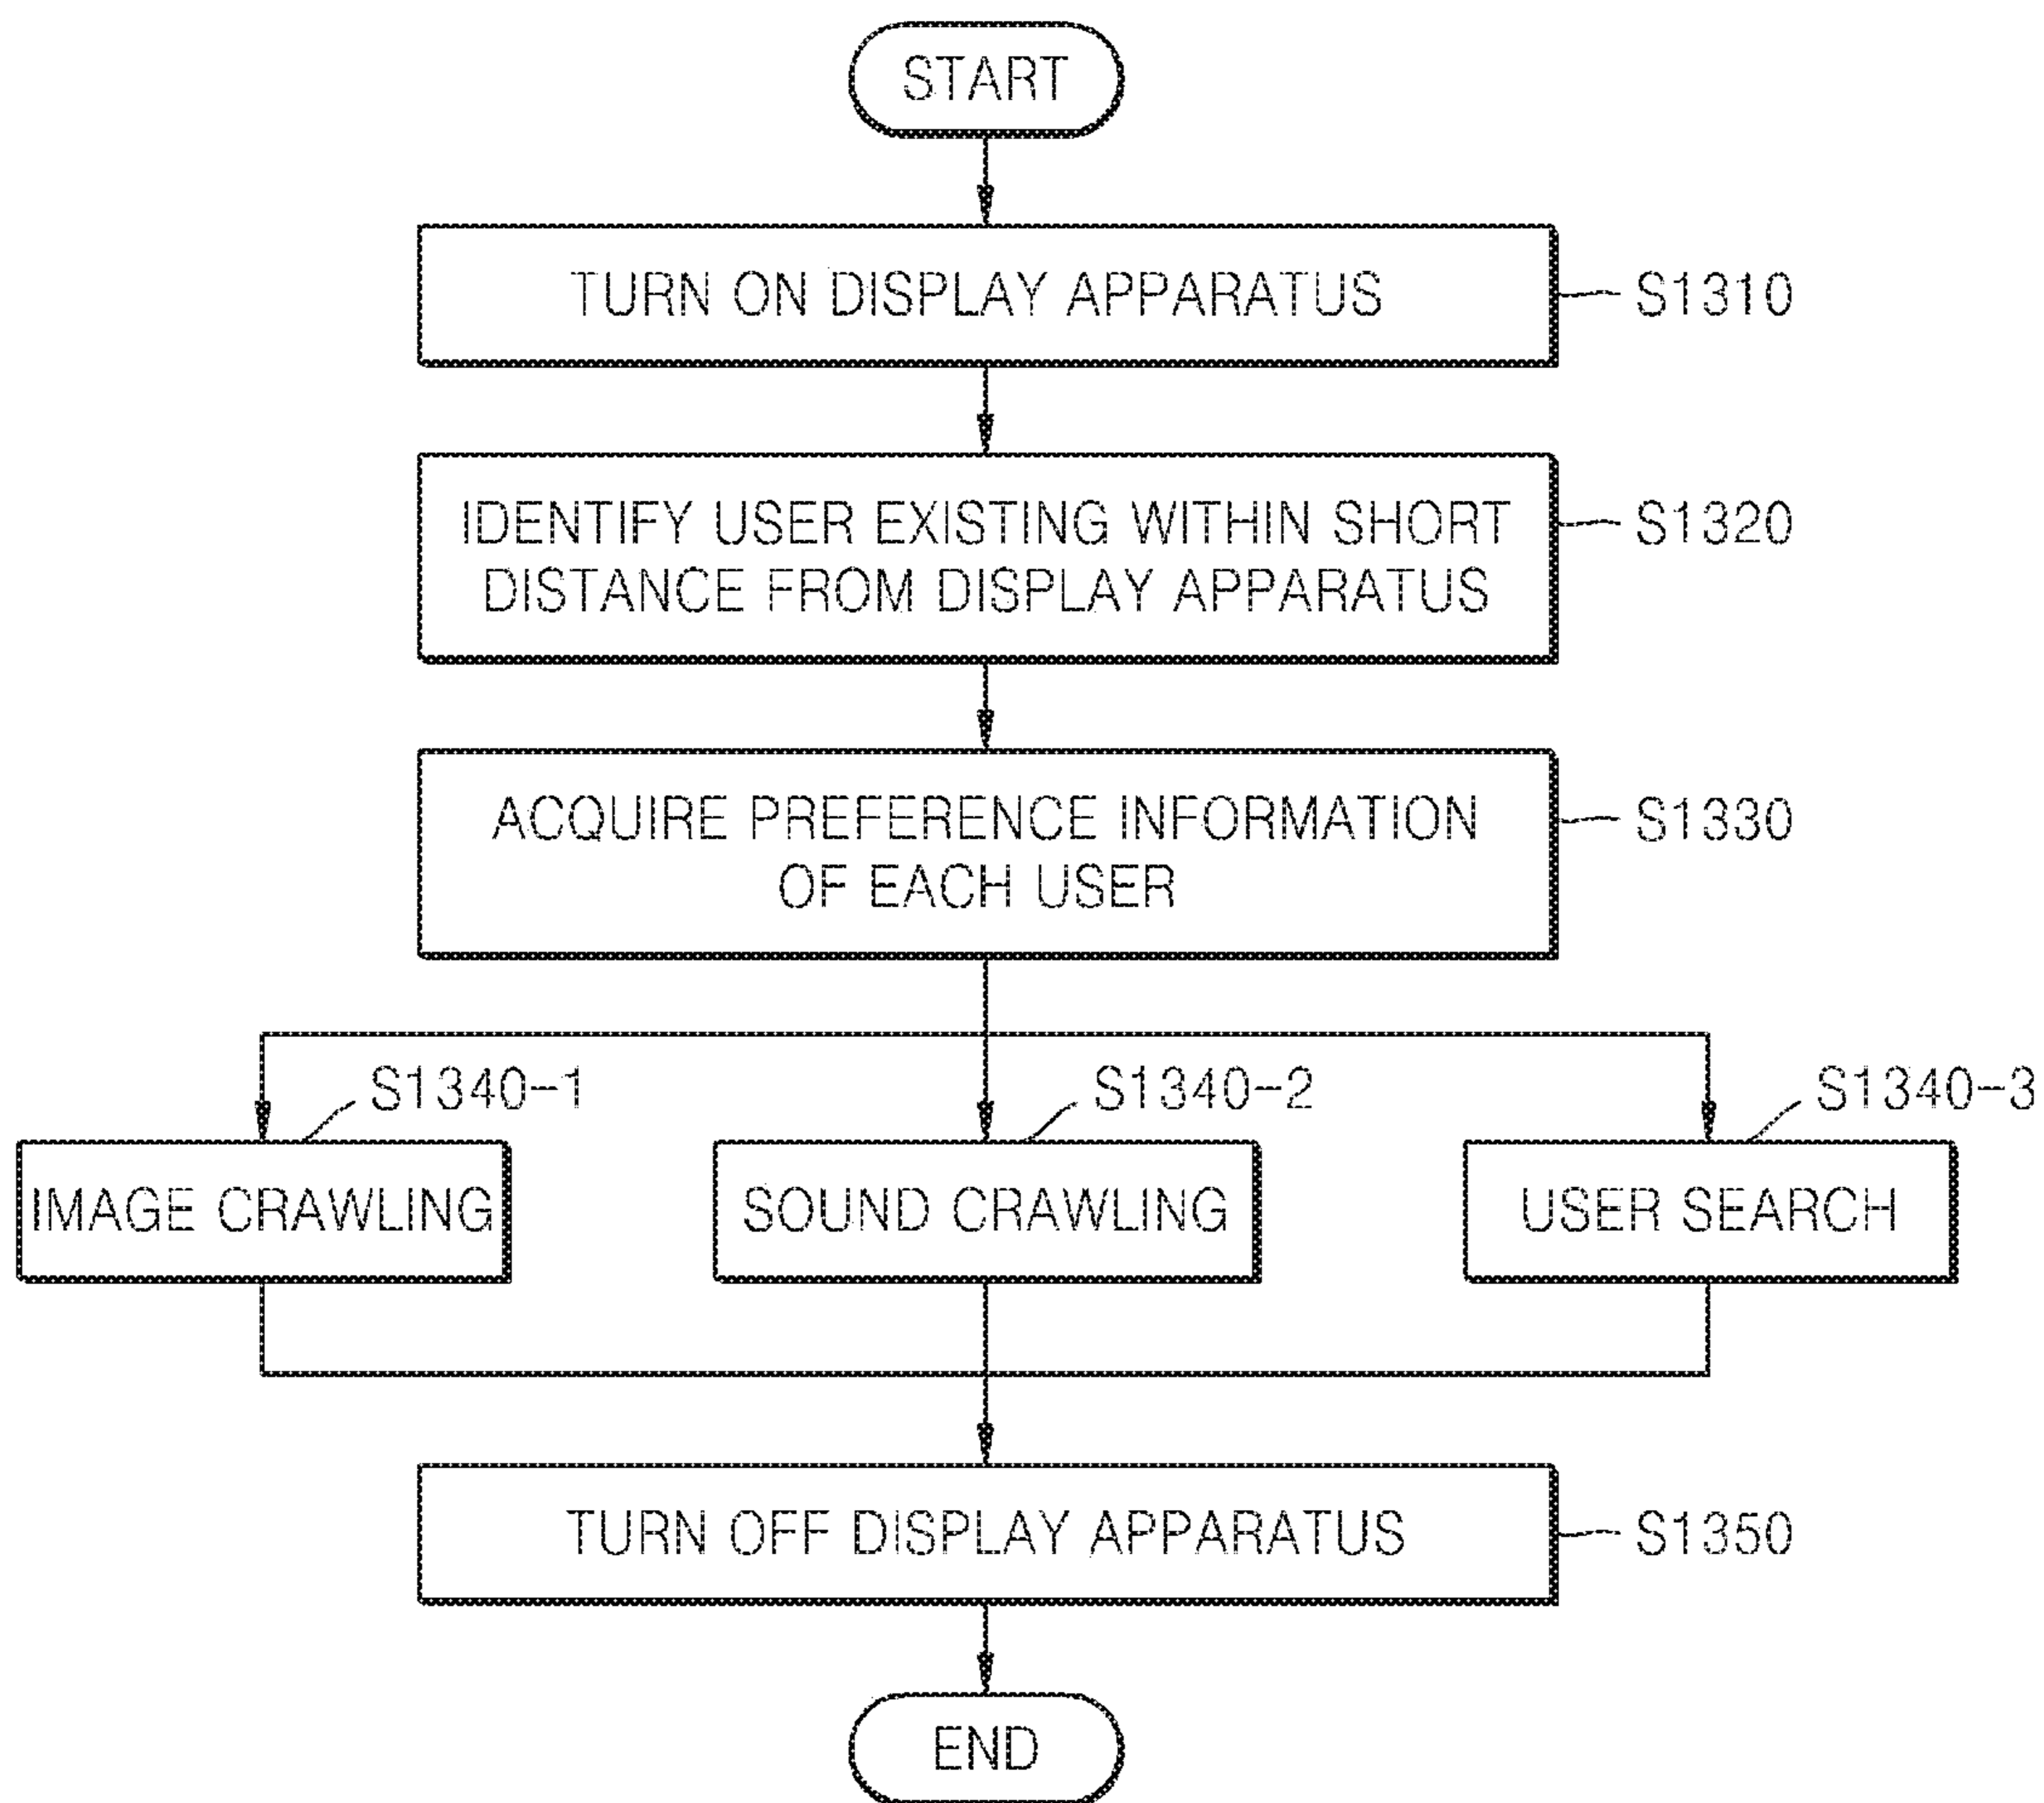 START
TURN ON DISPLAY APPARATUS
S1310
IDENTIFY USER EXISTING WITHIN SHORT
DISTANCE FROM DISPLAY APPARATUS
S1320
ACQUIRE PREFERENCE INFORMATION
OF EACH USER
S1330
S1340-1
S1340-2
S1340-3
IMAGE CRAWLING
SOUND CRAWLING
USER SEARCH
TURN OFF DISPLAY APPARATUS
S1350
END